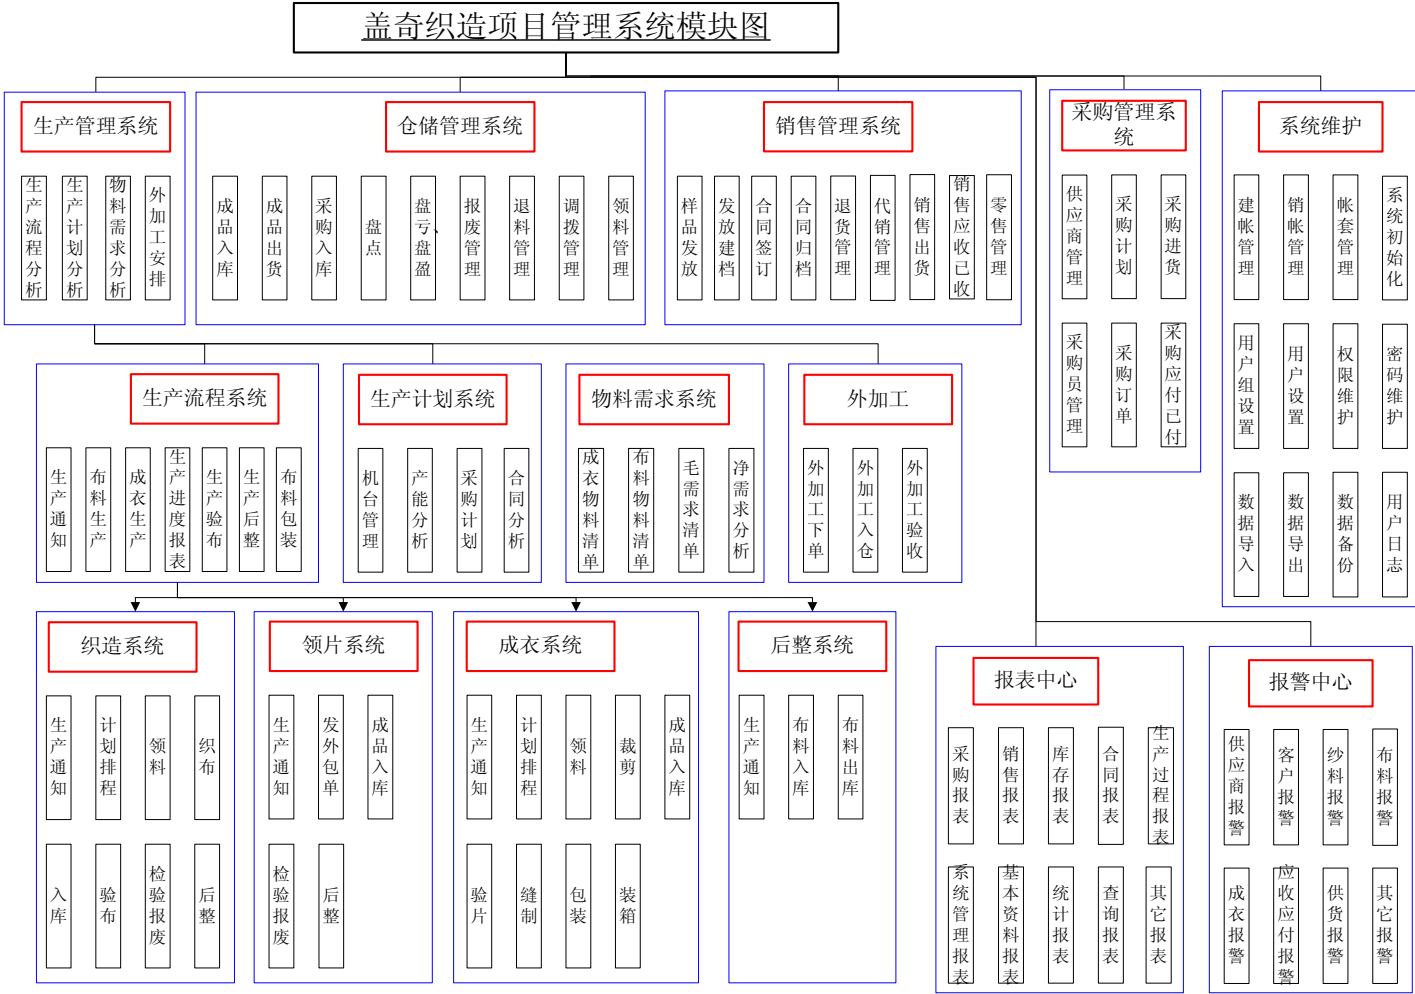 盖奇织造项目管理系统模块图
生产管理系统
生产流程分析
生产计划分析
物料需求分析
外加工安排
仓储管理系统
成品入库
成品出货
采购入库
盘点
盘亏、盘盈
报废管理
退料管理
调拨管理
领料管理
销售管理系统
样品发放
发放建档
合同签订
合同归档
退货管理
代销管理
销售出货
销售应收已收
零售管理
采购管理系
统
供应商管理
采购计划
采购进货
采购员管理
采购订单
采购应付已付
系统维护
建帐管理
销帐管理
帐套管理
系统初始化
用户组设置
用户设置
权限维护
密码维护
数据导入
数据导出
数据备份
用户日志
生产流程系统
生产通知
布料生产
成衣生产
生产进度报表
生产验布
生产后整
布料包装
生产计划系统
机台管理
产能分析
采购计划
合同分析
物料需求系统
成衣物料清单
布料物料清单
毛需求清单
净需求分析
外加工
外加工下单
外加工入仓
外加工验收
织造系统
生产通知
计划排程
领料
织布
入库
验布
检验报废
后整
领片系统
生产通知
发外包单
成品入库
检验报废
后整
成衣系统
生产通知
计划排程
领料
裁剪
成品入库
验片
缝制
包装
装箱
后整系统
生产通知
布料入库
布料出库
报表中心
采购报表
销售报表
库存报表
合同报表
生产过程报表
系统管理报表
基本资料报表
统计报表
查询报表
其它报表
报警中心
供应商报警
客户报警
纱料报警
布料报警
成衣报警
应收应付报警
供货报警
其它报警